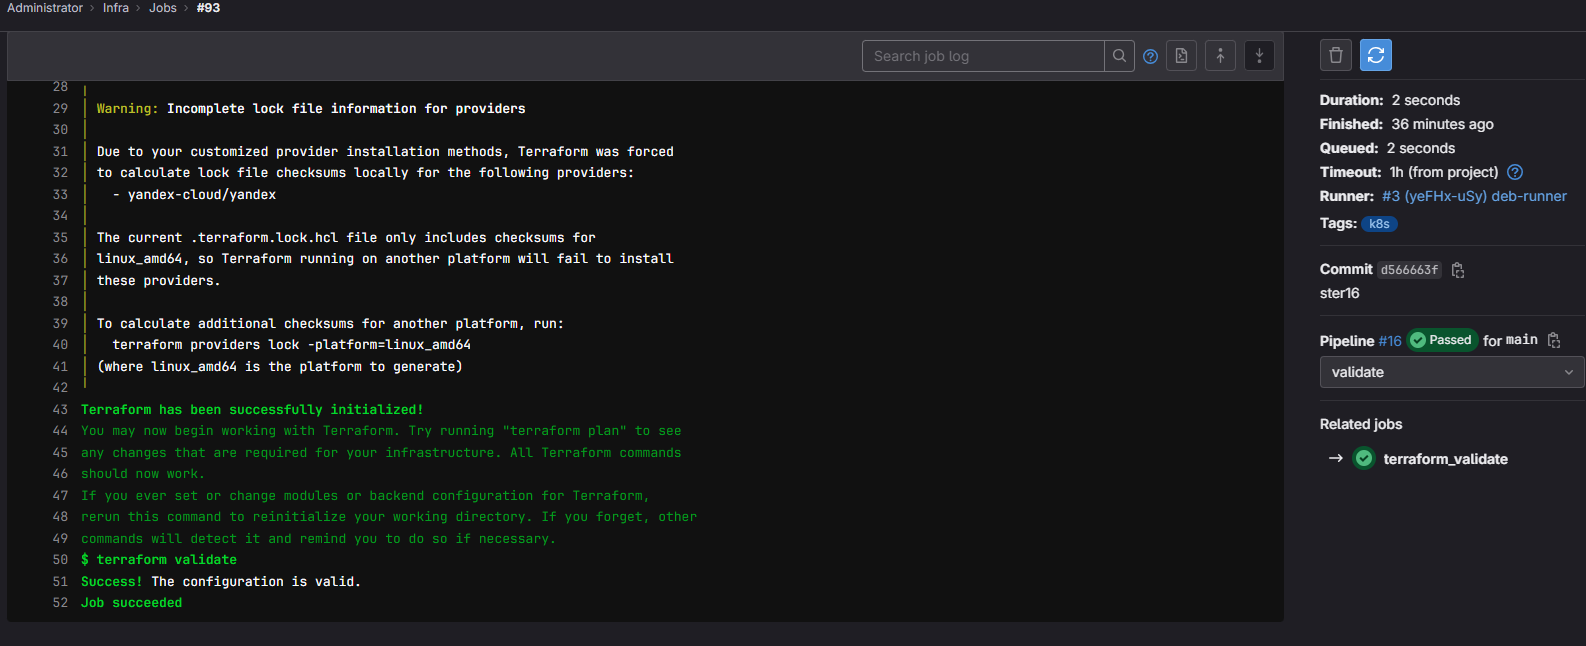 Administrator > Infra > Jobs > #93
Search job log
28
29 Warning: Incomplete lock file information for providers
30
31 Due to your customized provider installation methods, Terraform was forced
32 to calculate lock file checksums locally for the following providers:
33   - yandex-cloud/yandex
34
35 The current .terraform.lock.hcl file only includes checksums for
36 linux_amd64, so Terraform running on another platform will fail to install
37 these providers.
38
39 To calculate additional checksums for another platform, run:
40   terraform providers lock -platform=linux_amd64
41 (where linux_amd64 is the platform to generate)
42
43 Terraform has been successfully initialized!
44 You may now begin working with Terraform. Try running "terraform plan" to see
45 any changes that are required for your infrastructure. All Terraform commands
46 should now work.
47 If you ever set or change modules or backend configuration for Terraform,
48 rerun this command to reinitialize your working directory. If you forget, other
49 commands will detect it and remind you to do so if necessary.
50 $ terraform validate
51 Success! The configuration is valid.
52 Job succeeded
Duration: 2 seconds
Finished: 36 minutes ago
Queued: 2 seconds
Timeout: 1h (from project)
Runner: #3 (yeFHx-uSy) deb-runner
Tags: k8s
Commit d566663f
ster16
Pipeline #16 Passed for main
validate
Related jobs
→ terraform_validate